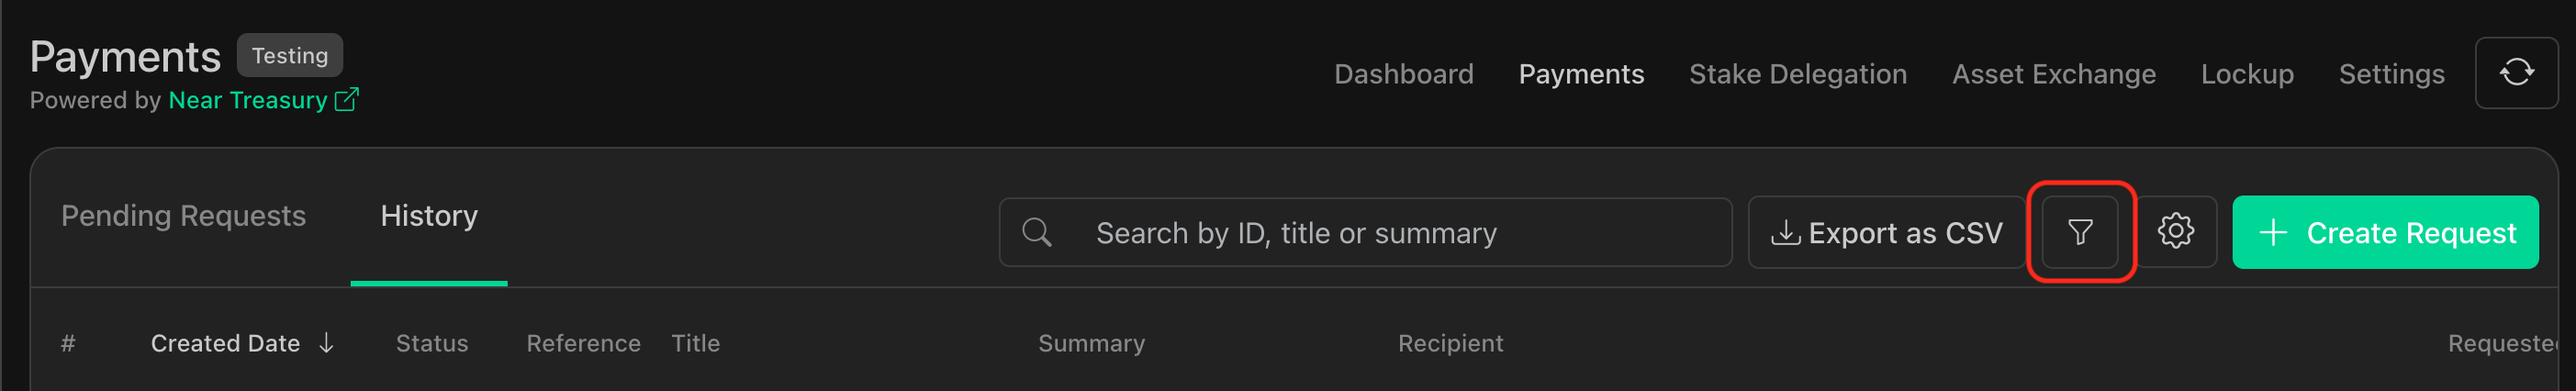 Payments Testing
Powered by Near Treasury
Dashboard Payments Stake Delegation Asset Exchange Lockup Settings
Pending Requests History Search by ID, title or summary Export as CSV Create Request
# Created Date Status Reference Title Summary Recipient Requested